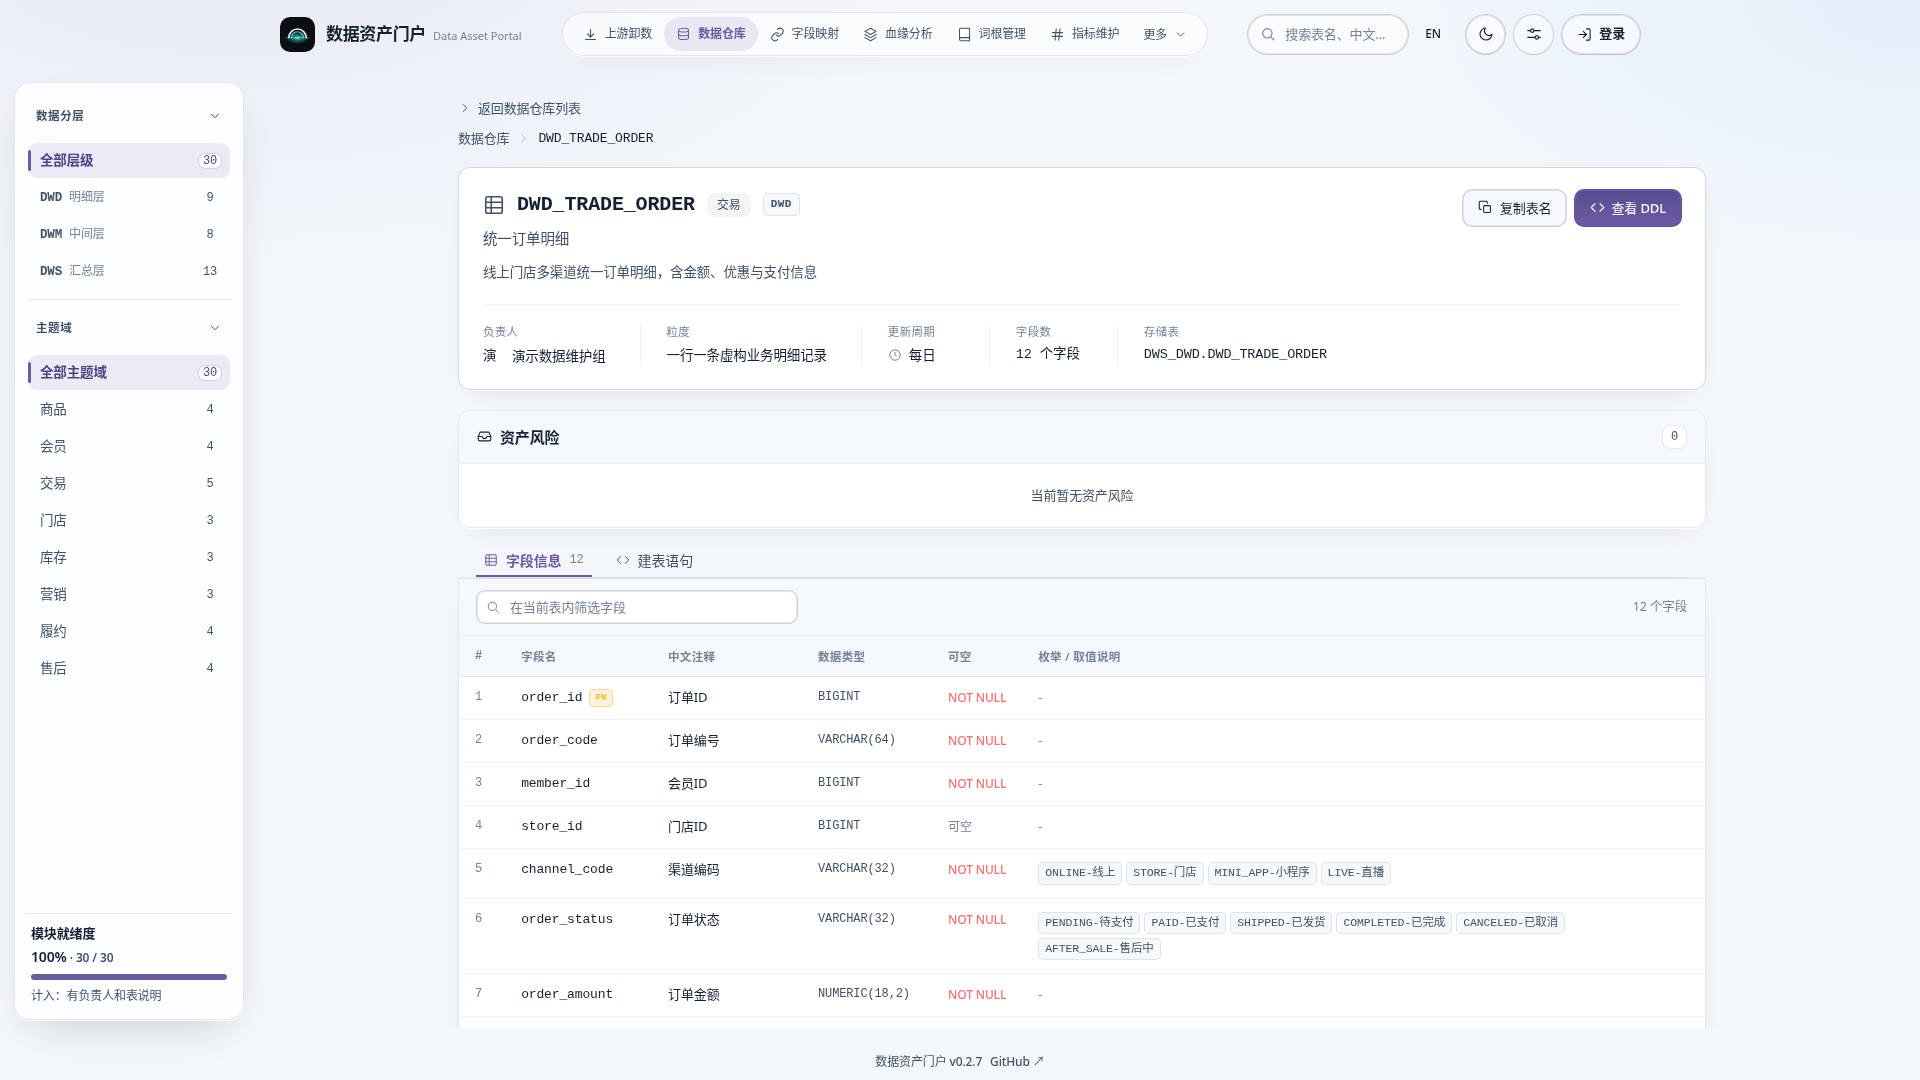 数据资产门户 Data Asset Portal
上游卸数 数据仓库 字段映射 血缘分析 词根管理 指标维护 更多
搜索表名、中文... EN 登录
数据分层
全部层级 30
DWD 明细层 9
DWM 中间层 8
DWS 汇总层 13
主题域
全部主题域 30
商品 4
会员 4
交易 5
门店 3
库存 3
营销 3
履约 4
售后 4
模块就绪度
100% · 30 / 30
计入：有负责人和表说明
返回数据仓库列表
数据仓库 DWD_TRADE_ORDER
DWD_TRADE_ORDER 交易 DWD
复制表名 查看 DDL
统一订单明细
线上门店多渠道统一订单明细，含金额、优惠与支付信息
负责人 粒度 更新周期 字段数 存储表
演 演示数据维护组 一行一条虚构业务明细记录 每日 12 个字段 DWS_DWD.DWD_TRADE_ORDER
资产风险 0
当前暂无资产风险
字段信息 12 建表语句
在当前表内筛选字段 12 个字段
# 字段名 中文注释 数据类型 可空 枚举 / 取值说明
1 order_id PK 订单ID BIGINT NOT NULL -
2 order_code 订单编号 VARCHAR(64) NOT NULL -
3 member_id 会员ID BIGINT NOT NULL -
4 store_id 门店ID BIGINT 可空 -
5 channel_code 渠道编码 VARCHAR(32) NOT NULL ONLINE-线上 STORE-门店 MINI_APP-小程序 LIVE-直播
6 order_status 订单状态 VARCHAR(32) NOT NULL PENDING-待支付 PAID-已支付 SHIPPED-已发货 COMPLETED-已完成 CANCELED-已取消
AFTER_SALE-售后中
7 order_amount 订单金额 NUMERIC(18,2) NOT NULL -
数据资产门户 v0.2.7 GitHub ↗